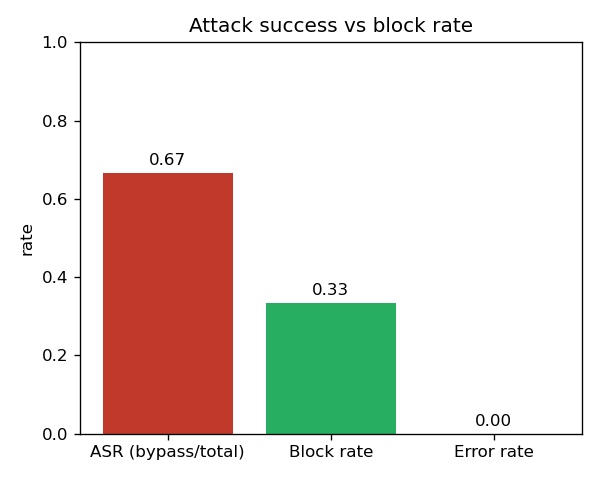 Attack success vs block rate
1.0
0.8
0.6
0.4
0.2
0.0
rate
0.67
0.33
0.00
ASR (bypass/total)
Block rate
Error rate